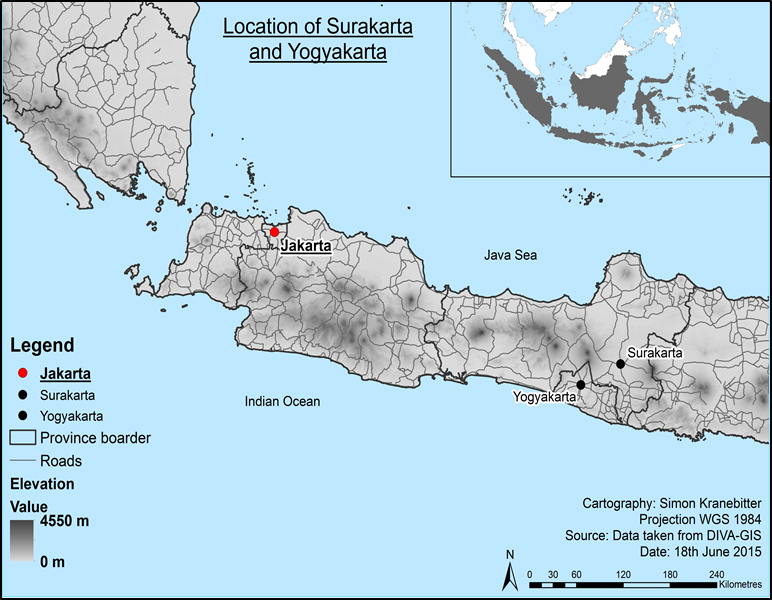 Location of Surakarta
and Yogyakarta
Jakarta
Java Sea
Surakarta
Yogyakarta
Indian Ocean
Legend
Jakarta
Surakarta
Yogyakarta
Province boarder
Roads
Elevation
Value
4550 m
0 m
Cartography: Simon Kranebitter
Projection WGS 1984
Source: Data taken from DIVA-GIS
Date: 18th June 2015
N
0 30 60 120 180 240
Kilometres